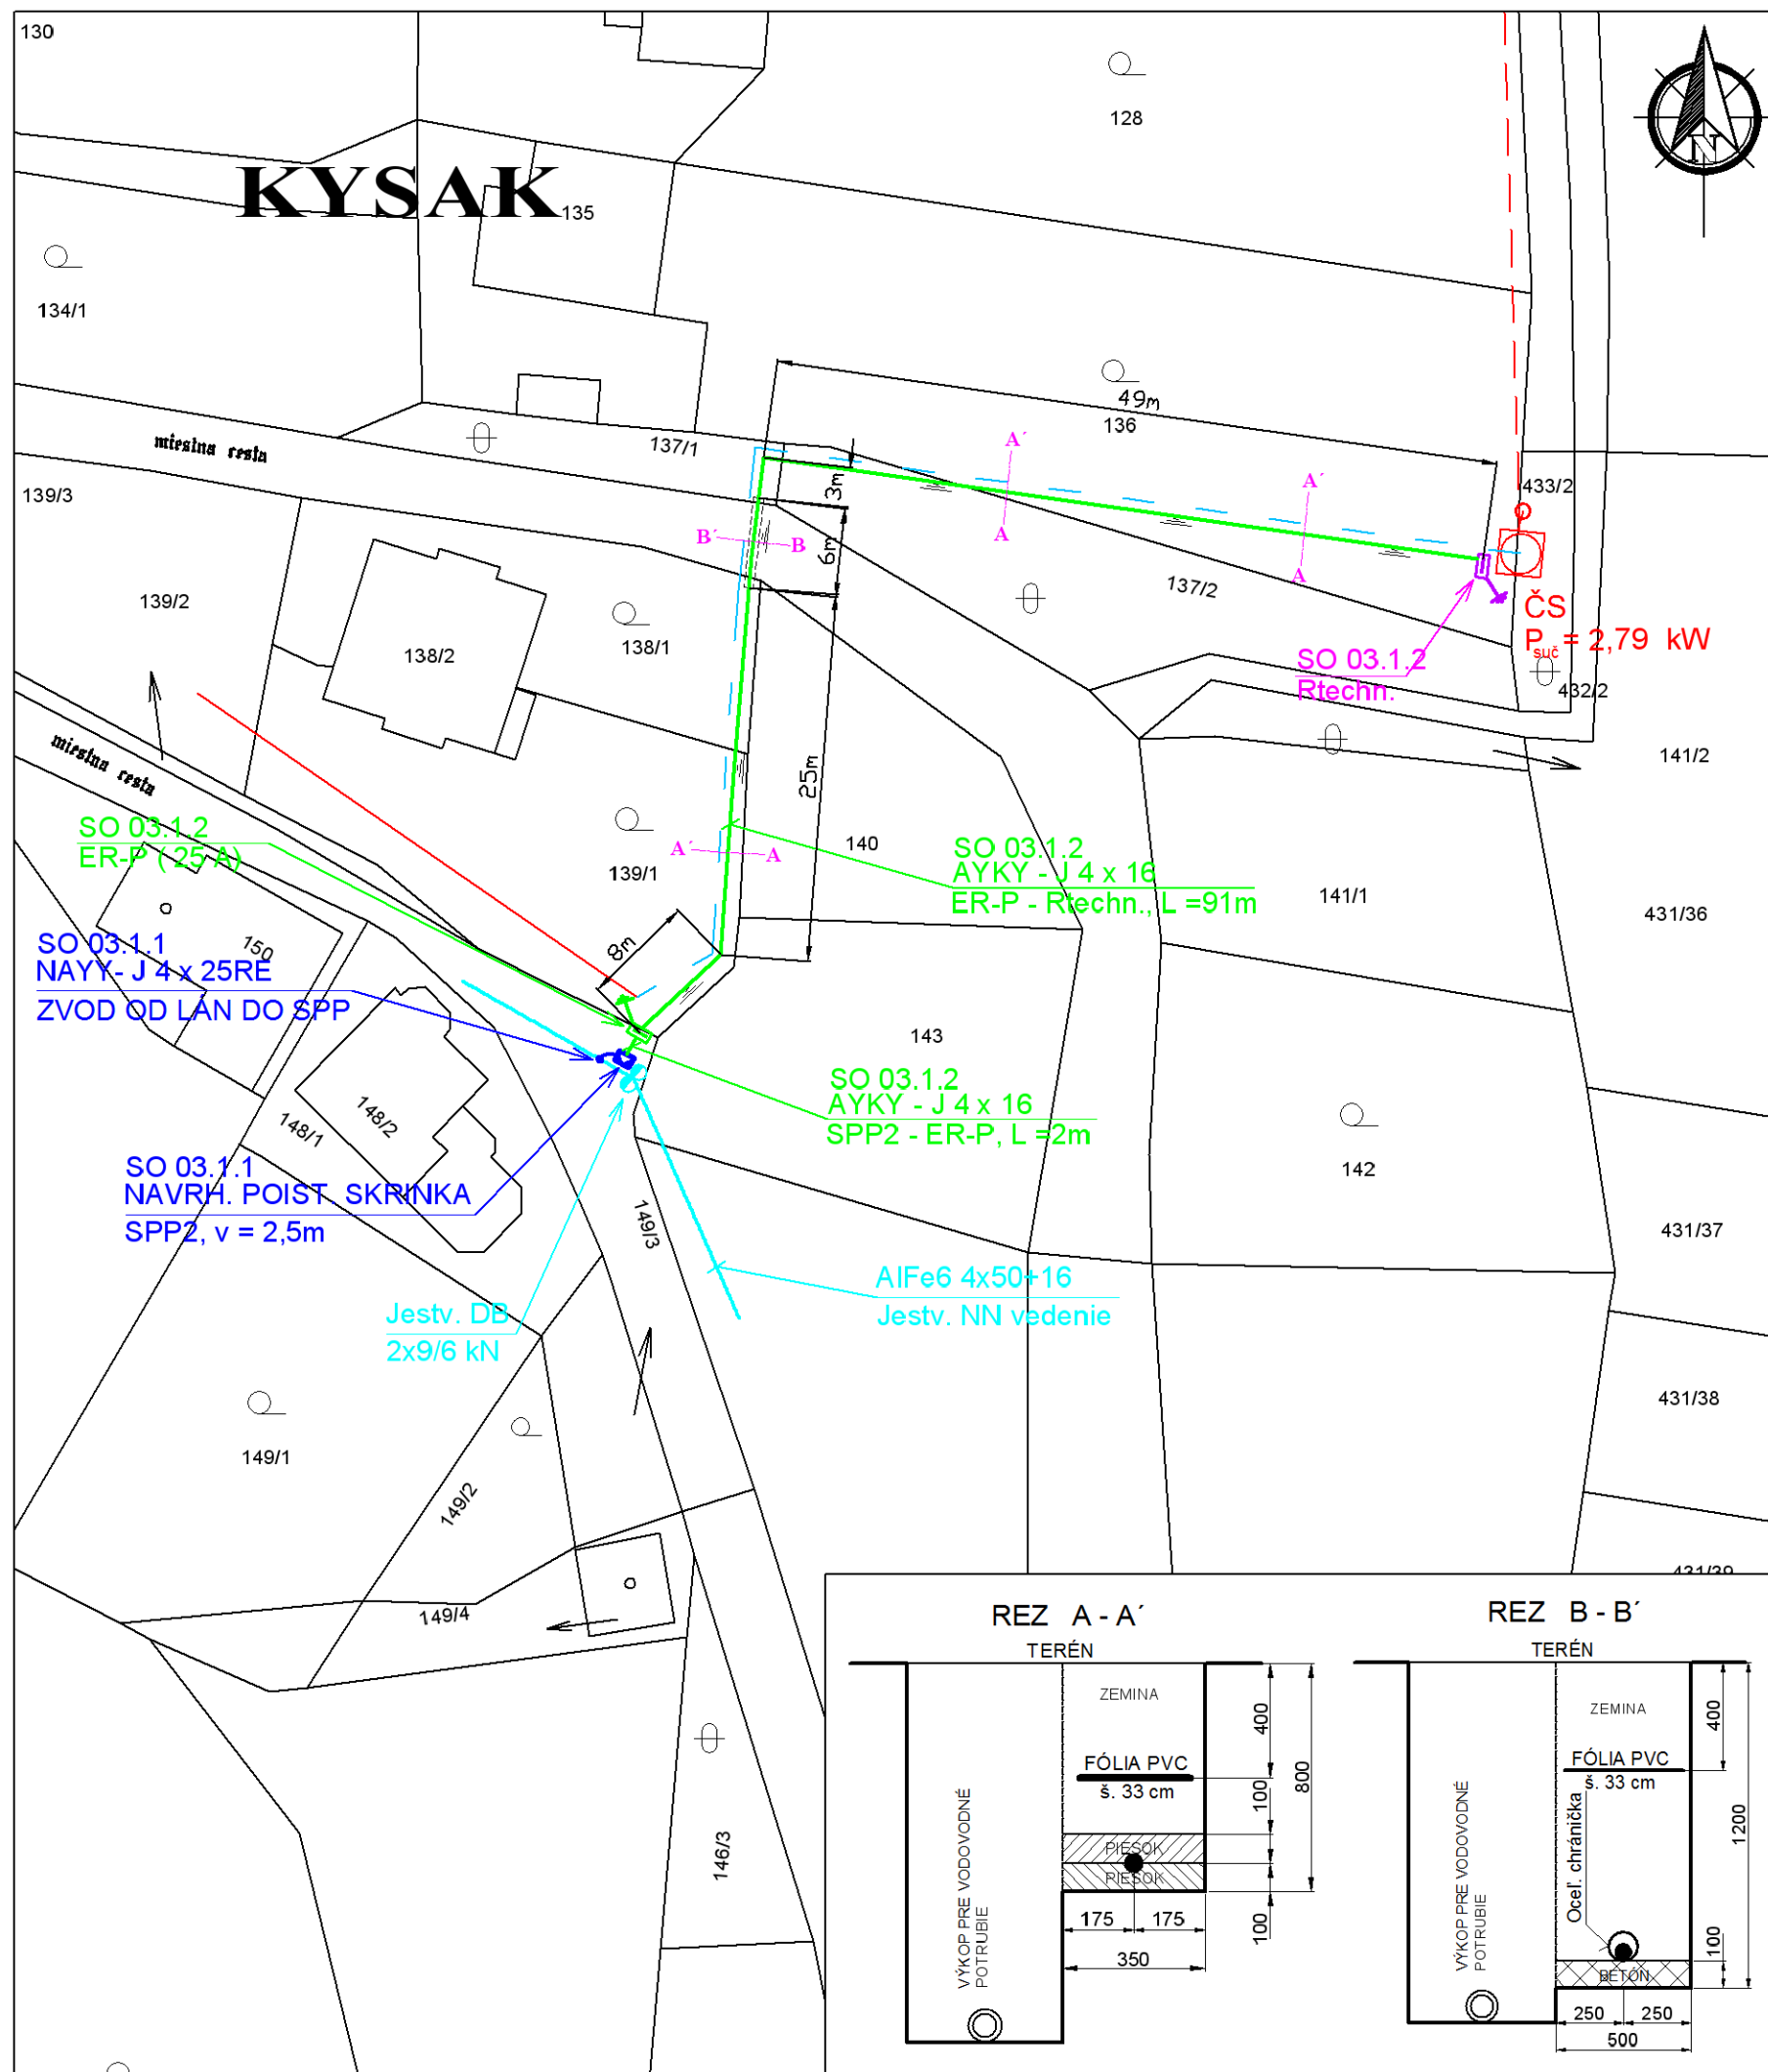 130
128
N
KYSAK
135
134/1
49m
136
miestna cesta
137/1
A´
A´
3m
139/3
433/2
B´
B
A
6m
A
137/2
139/2
138/2
138/1
ČS
Psuč = 2,79 kW
SO 03.1.2
Rtechn.
432/2
miestna cesta
141/2
25m
SO 03.1.2
ER-P ( 25 A)
140
A´
A
139/1
SO 03.1.2
AYKY - J 4 x 16
ER-P - Rtechn., L =91m
141/1
431/36
150
8m
SO 03.1.1
NAYY- J 4 x 25RE
ZVOD OD LAN DO SPP
143
SO 03.1.2
AYKY - J 4 x 16
SPP2 - ER-P, L =2m
148/1
148/2
142
SO 03.1.1
NAVRH. POIST. SKRINKA
SPP2, v = 2,5m
149/3
431/37
AlFe6 4x50+16
Jestv. NN vedenie
Jestv. DB
2x9/6 kN
431/38
149/1
149/2
431/39
149/4
146/3
REZ A - A´
TERÉN
ZEMINA
400
FÓLIA PVC
š. 33 cm
100
800
PIESOK
PIESOK
100
175
175
350
VÝKOP PRE VODOVODNÉ
POTRUBIE
REZ B - B´
TERÉN
ZEMINA
400
FÓLIA PVC
š. 33 cm
1200
Oceľ. chránička
100
BETÓN
250
250
500
VÝKOP PRE VODOVODNÉ
POTRUBIE